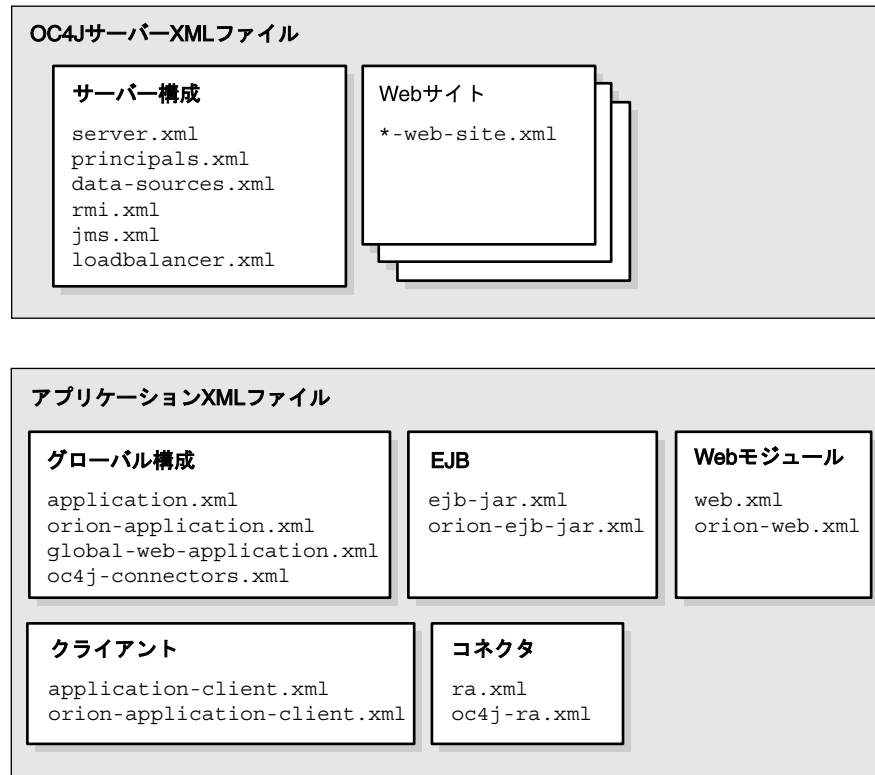 OC4JサーバーXMLファイル
サーバー構成
server.xml
principals.xml
data-sources.xml
rmi.xml
jms.xml
loadbalancer.xml
Webサイト
*-web-site.xml
アプリケーションXMLファイル
グローバル構成
application.xml
orion-application.xml
global-web-application.xml
oc4j-connectors.xml
EJB
ejb-jar.xml
orion-ejb-jar.xml
Webモジュール
web.xml
orion-web.xml
クライアント
application-client.xml
orion-application-client.xml
コネクタ
ra.xml
oc4j-ra.xml